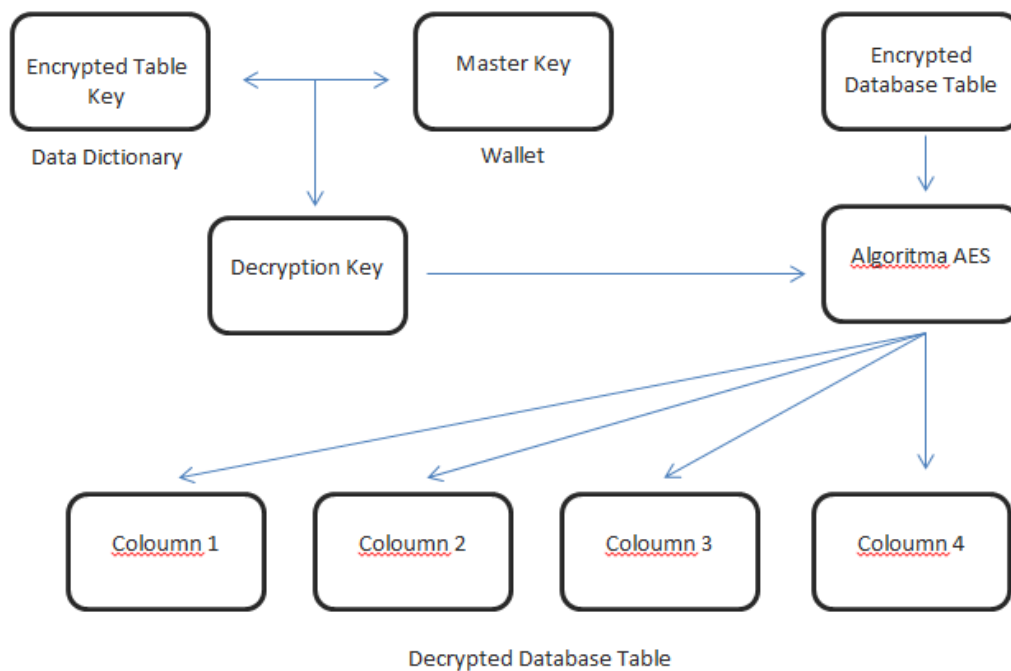 Encrypted Table
Key
Data Dictionary
Master Key
Wallet
Encrypted
Database Table
Decryption Key
Algoritma AES
Coloumn 1
Coloumn 2
Coloumn 3
Coloumn 4
Decrypted Database Table